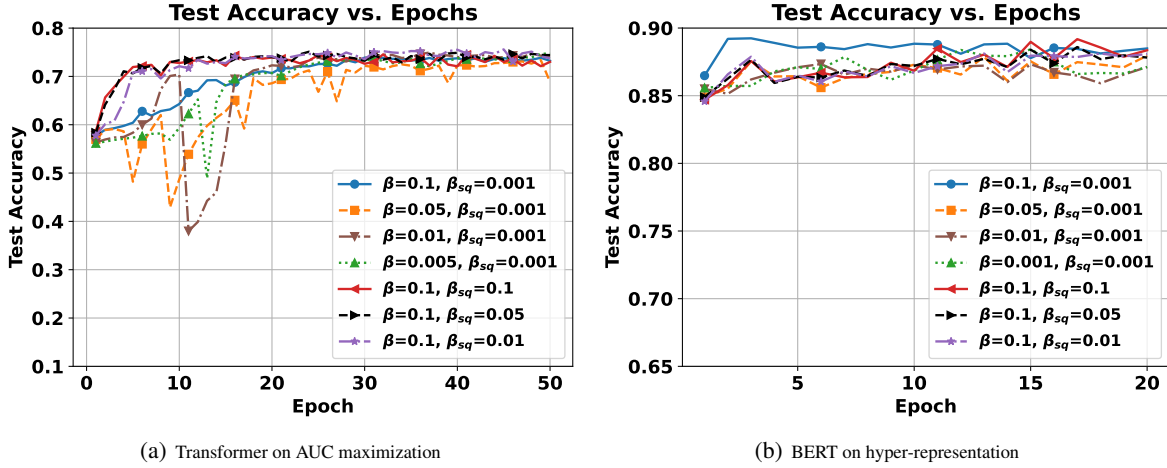 Test Accuracy vs. Epochs
0.8
0.7
0.6
0.5
0.4
0.3
0.2
0.1
Test Accuracy
0 10 20 30 40 50
Epoch
β=0.1, βsq=0.001
β=0.05, βsq=0.001
β=0.01, βsq=0.001
β=0.005, βsq=0.001
β=0.1, βsq=0.1
β=0.1, βsq=0.05
β=0.1, βsq=0.01
(a) Transformer on AUC maximization
Test Accuracy vs. Epochs
0.90
0.85
0.80
0.75
0.70
0.65
Test Accuracy
5 10 15 20
Epoch
β=0.1, βsq=0.001
β=0.05, βsq=0.001
β=0.01, βsq=0.001
β=0.001, βsq=0.001
β=0.1, βsq=0.1
β=0.1, βsq=0.05
β=0.1, βsq=0.01
(b) BERT on hyper-representation